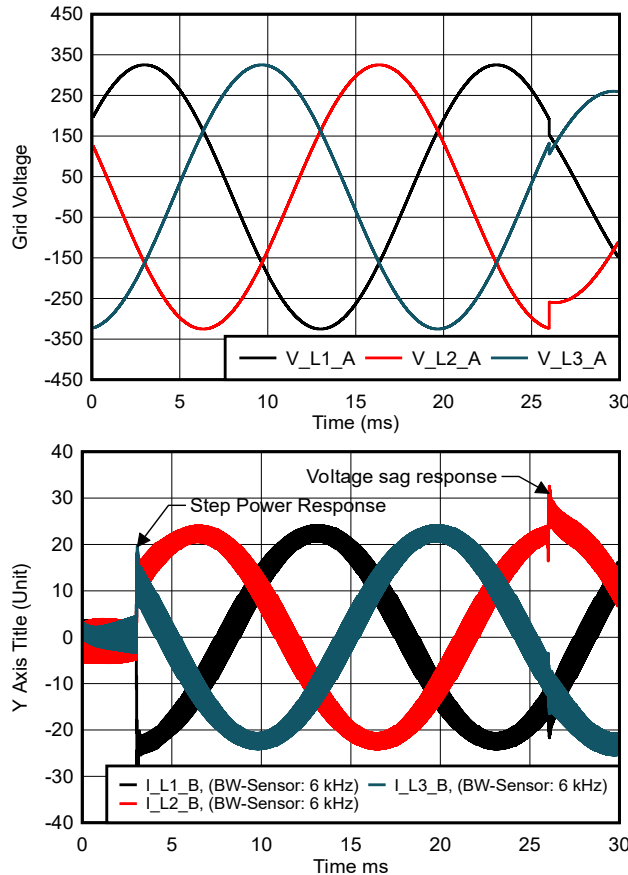 450
350
250
150
50
-50
-150
-250
-350
-450
Grid Voltage
V_L1_A V_L2_A V_L3_A
0 5 10 15 20 25 30
Time (ms)
40
30
20
10
0
-10
-20
-30
-40
Y Axis Title (Unit)
Voltage sag response
Step Power Response
I_L1_B, (BW-Sensor: 6 kHz) I_L3_B, (BW-Sensor: 6 kHz)
I_L2_B, (BW-Sensor: 6 kHz)
0 5 10 15 20 25 30
Time ms